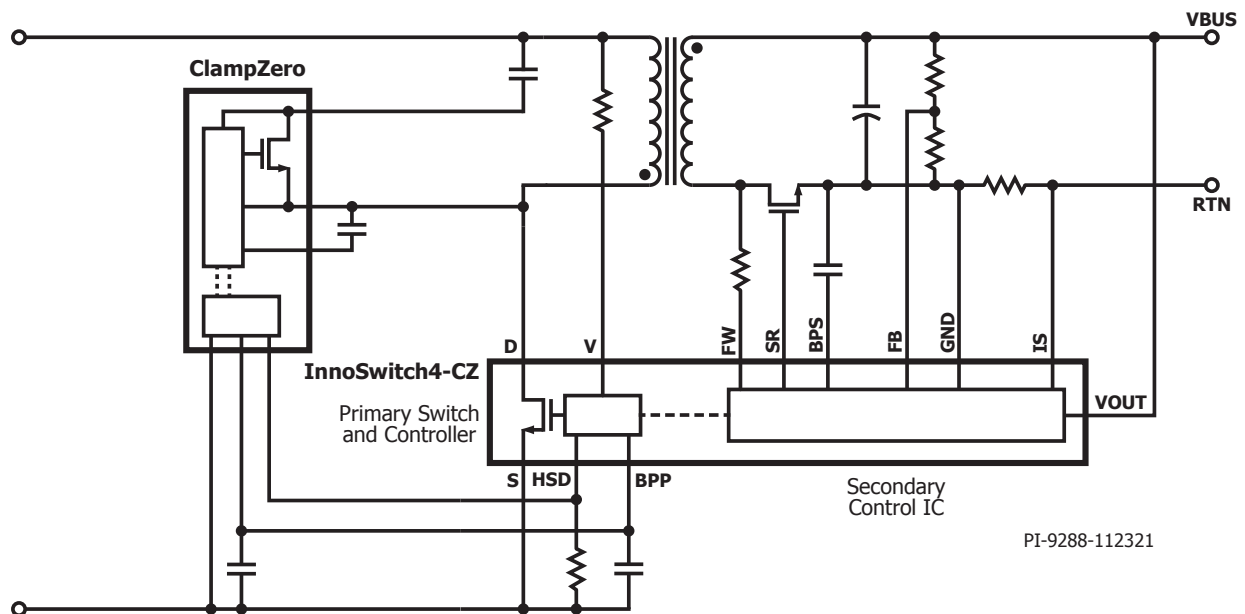 VBUS
ClampZero
RTN
FW
SR
BPS
FB
GND
IS
D
V
InnoSwitch4-CZ
VOUT
Primary Switch
and Controller
S
HSD
BPP
Secondary
Control IC
PI-9288-112321